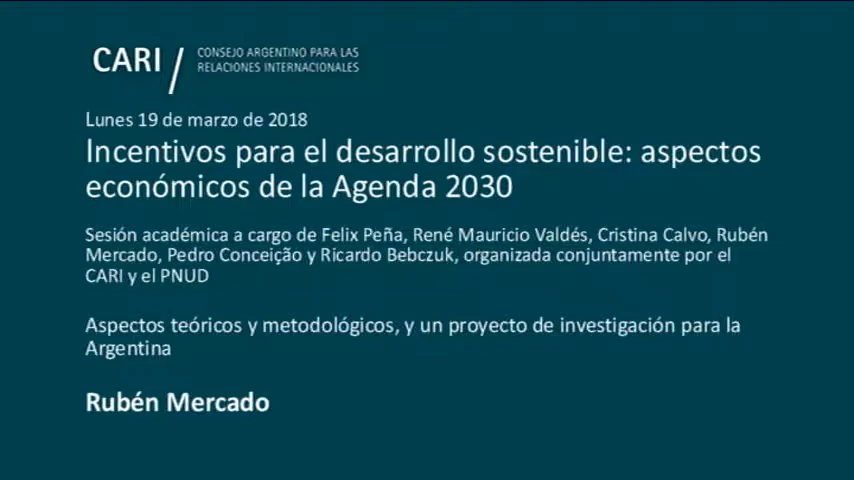 CARI
CONSEJO ARGENTINO PARA LAS
RELACIONES INTERNACIONALES
Lunes 19 de marzo de 2018
Incentivos para el desarrollo sostenible: aspectos
económicos de la Agenda 2030
Sesión académica a cargo de Felix Peña, René Mauricio Valdés, Cristina Calvo, Rubén
Mercado, Pedro Conceição y Ricardo Bebczuk, organizada conjuntamente por el
CARI y el PNUD
Aspectos teóricos y metodológicos, y un proyecto de investigación para la
Argentina
Rubén Mercado